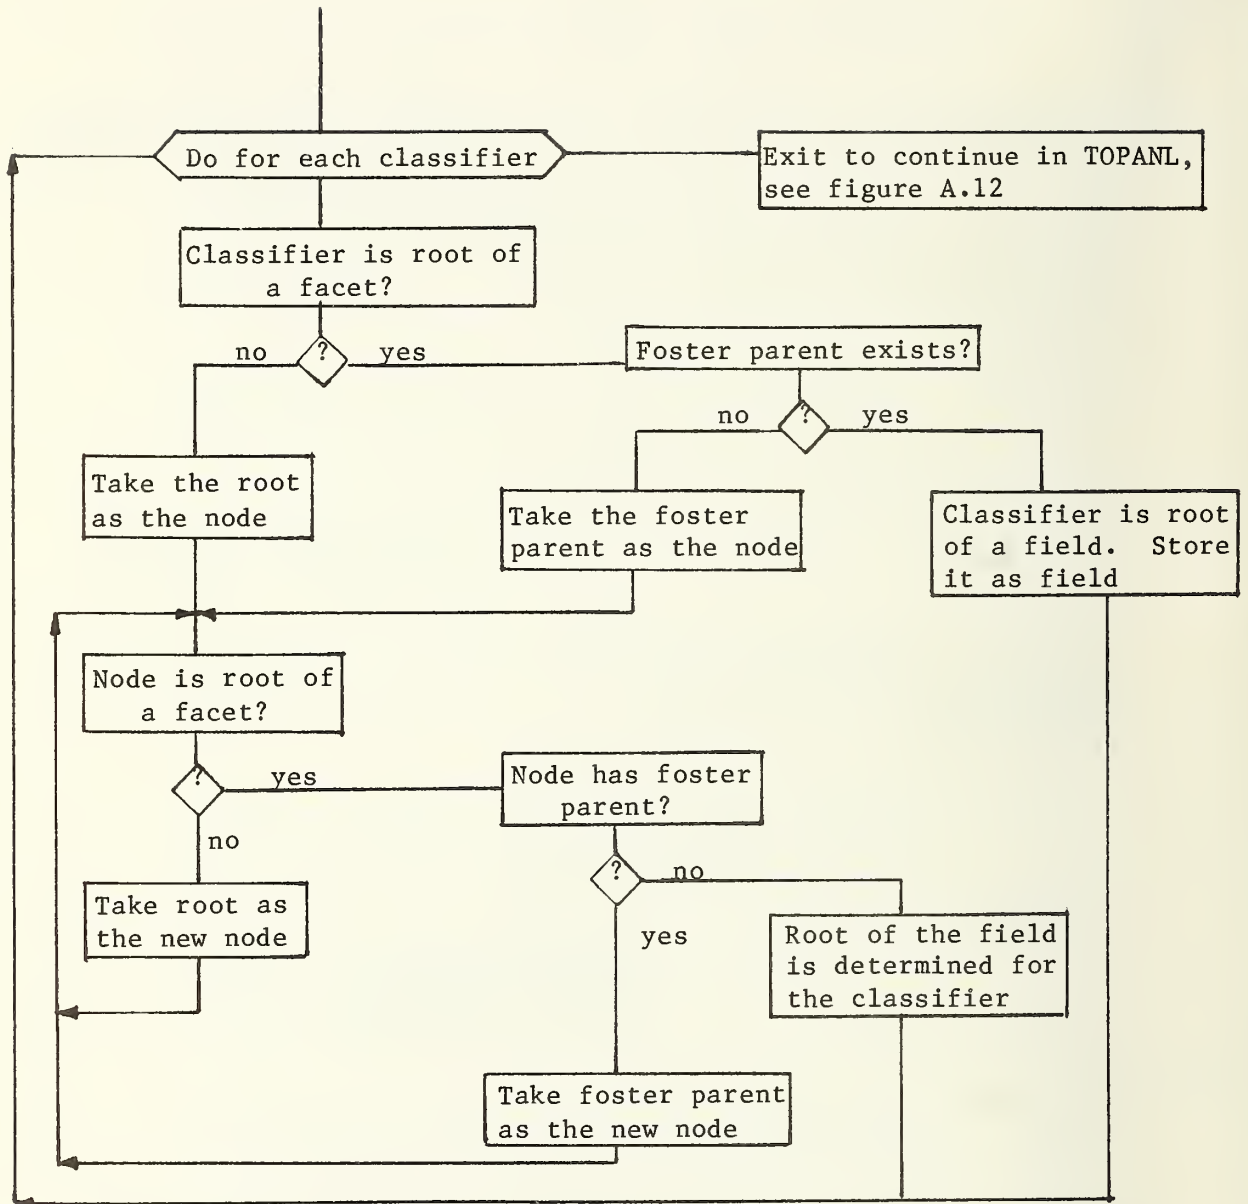 Do for each classifier
Exit to continue in TOPANL,
see figure A.12
Classifier is root of
a facet?
?
no
yes
Foster parent exists?
?
no
yes
Take the root
as the node
Take the foster
parent as the node
Classifier is root
of a field. Store
it as field
Node is root of
a facet?
?
yes
no
Node has foster
parent?
?
no
yes
Take root as
the new node
Root of the field
is determined for
the classifier
Take foster parent
as the new node